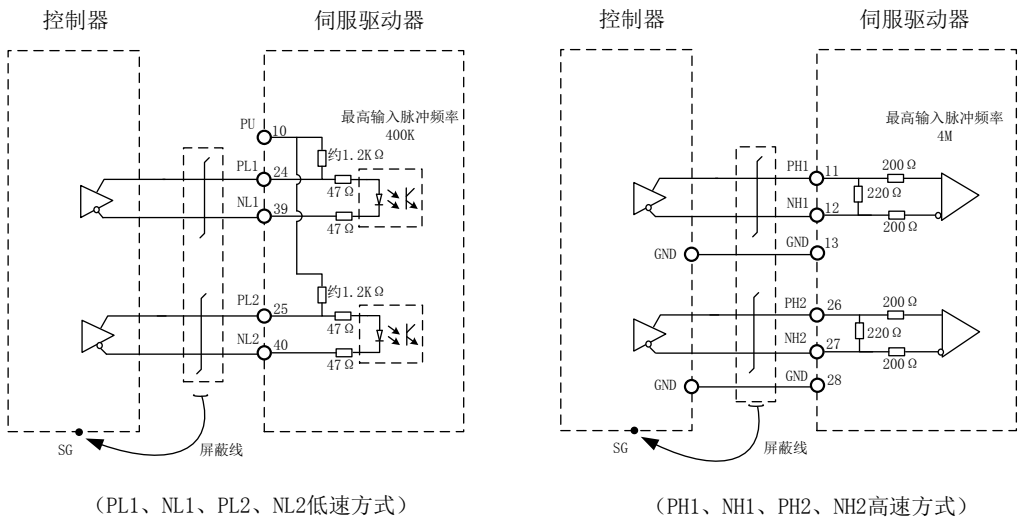 控制器
伺服驱动器
最高输入脉冲频率
400K
PU
10
约1.2KΩ
PL1
24
47Ω
NL1
39
47Ω
约1.2KΩ
PL2
25
47Ω
NL2
40
47Ω
SG
屏蔽线
(PL1、NL1、PL2、NL2低速方式)
控制器
伺服驱动器
最高输入脉冲频率
4M
PH1
11
200Ω
220Ω
NH1
12
200Ω
GND
GND
13
PH2
26
200Ω
220Ω
NH2
27
200Ω
GND
GND
28
SG
屏蔽线
(PH1、NH1、PH2、NH2高速方式)